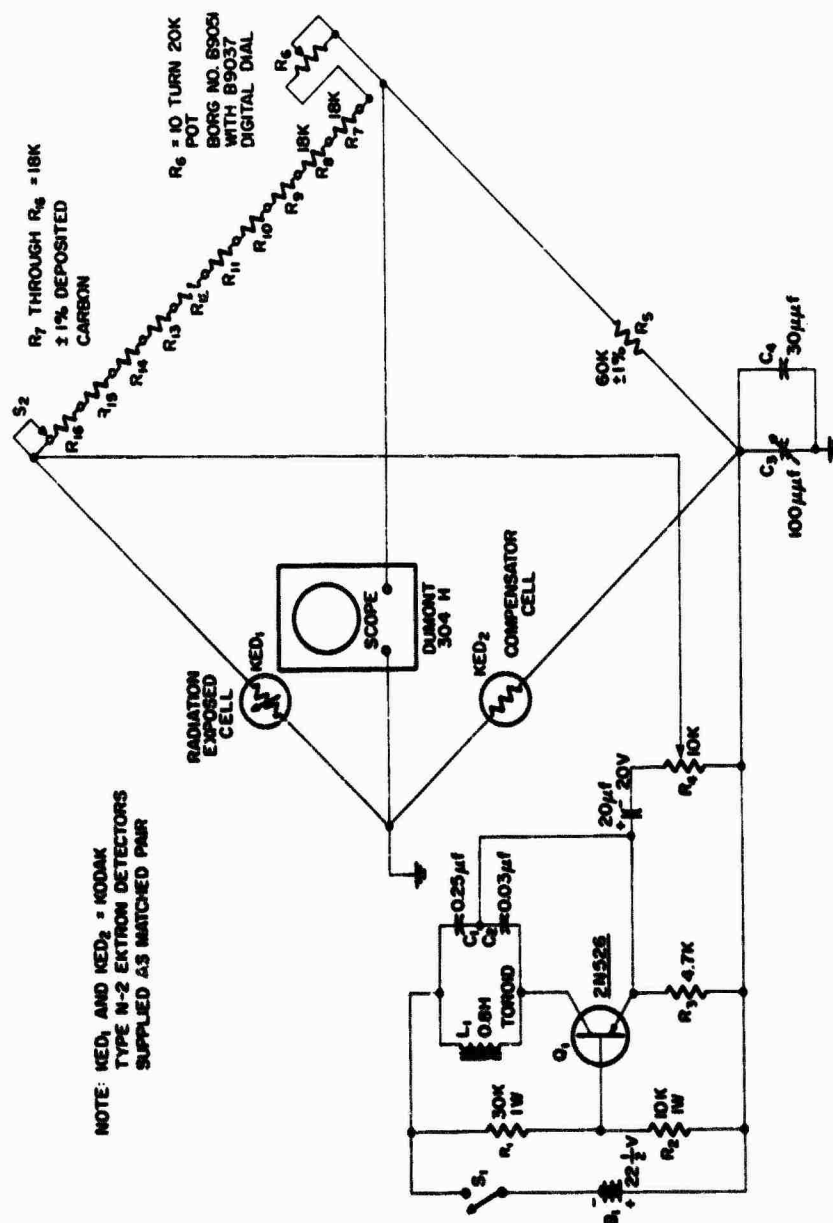 NOTE: KED1 AND KED2 = KODAK
TYPE N-2 EKTRON DETECTORS
SUPPLIED AS MATCHED PAIR
R7 THROUGH R16 = 18K
±1% DEPOSITED
CARBON
R6 = 10 TURN 20K
POT
BORG NO. B9051
WITH B9037
DIGITAL DIAL
S2
R16
R15
R14
R13
R12
R11
R10
R9
18K
R8
18K
R7
R6
RADIATION
EXPOSED
CELL
KED1
SCOPE
DUMONT
304 H
KED2
COMPENSATOR
CELL
60K
±1%
R5
C3
100µµf
C4
30µµf
S1
B1
-
+
22 1/2 V
R1
30K
1W
R2
10K
1W
L1
0.8H
TOROID
C1
0.25µf
C2
0.03µf
Q1
2N526
R3
4.7K
20µf
+
-
20V
R4
10K